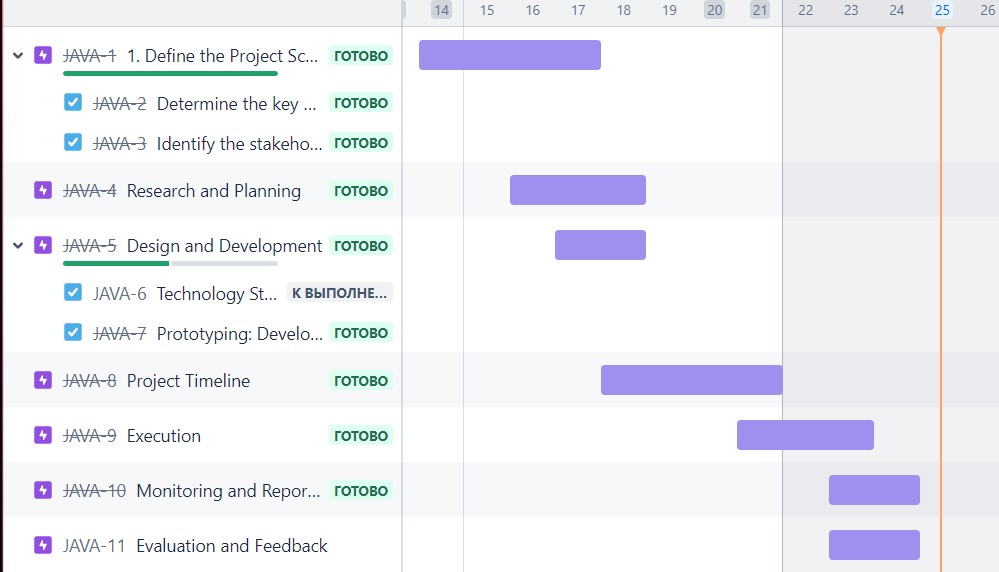 14 15 16 17 18 19 20 21 22 23 24 25 26
JAVA-1 1. Define the Project Sc... ГОТОВО
JAVA-2 Determine the key ... ГОТОВО
JAVA-3 Identify the stakeho... ГОТОВО
JAVA-4 Research and Planning ГОТОВО
JAVA-5 Design and Development ГОТОВО
JAVA-6 Technology St... К ВЫПОЛНЕ...
JAVA-7 Prototyping: Develo... ГОТОВО
JAVA-8 Project Timeline ГОТОВО
JAVA-9 Execution ГОТОВО
JAVA-10 Monitoring and Repor... ГОТОВО
JAVA-11 Evaluation and Feedback